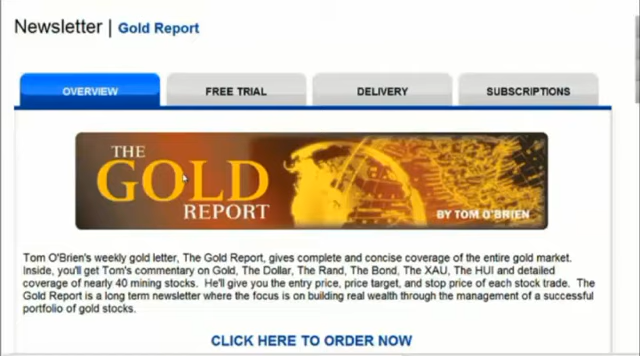 Newsletter | Gold Report
OVERVIEW
FREE TRIAL
DELIVERY
SUBSCRIPTIONS
THE
GOLD
REPORT
BY TOM O'BRIEN
Tom O'Brien's weekly gold letter, The Gold Report, gives complete and concise coverage of the entire gold market.
Inside, you'll get Tom's commentary on Gold, The Dollar, The Rand, The Bond, The XAU, The HUI and detailed
coverage of nearly 40 mining stocks. He'll give you the entry price, price target, and stop price of each stock trade. The
Gold Report is a long term newsletter where the focus is on building real wealth through the management of a successful
portfolio of gold stocks.
CLICK HERE TO ORDER NOW